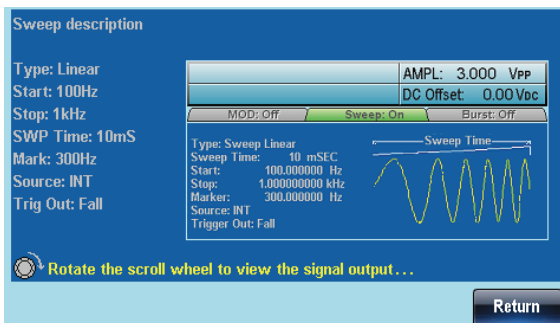 Sweep description
Type: Linear
Start: 100Hz
Stop: 1kHz
SWP Time: 10mS
Mark: 300Hz
Source: INT
Trig Out: Fall
AMPL: 3.000 VPP
DC Offset: 0.00 VDC
MOD: Off
Sweep: On
Burst: Off
Type: Sweep Linear
Sweep Time: 10 mSEC
Start: 100.000000 Hz
Stop: 1.000000000 kHz
Marker: 300.000000 Hz
Source: INT
Trigger Out: Fall
Sweep Time
Rotate the scroll wheel to view the signal output...
Return